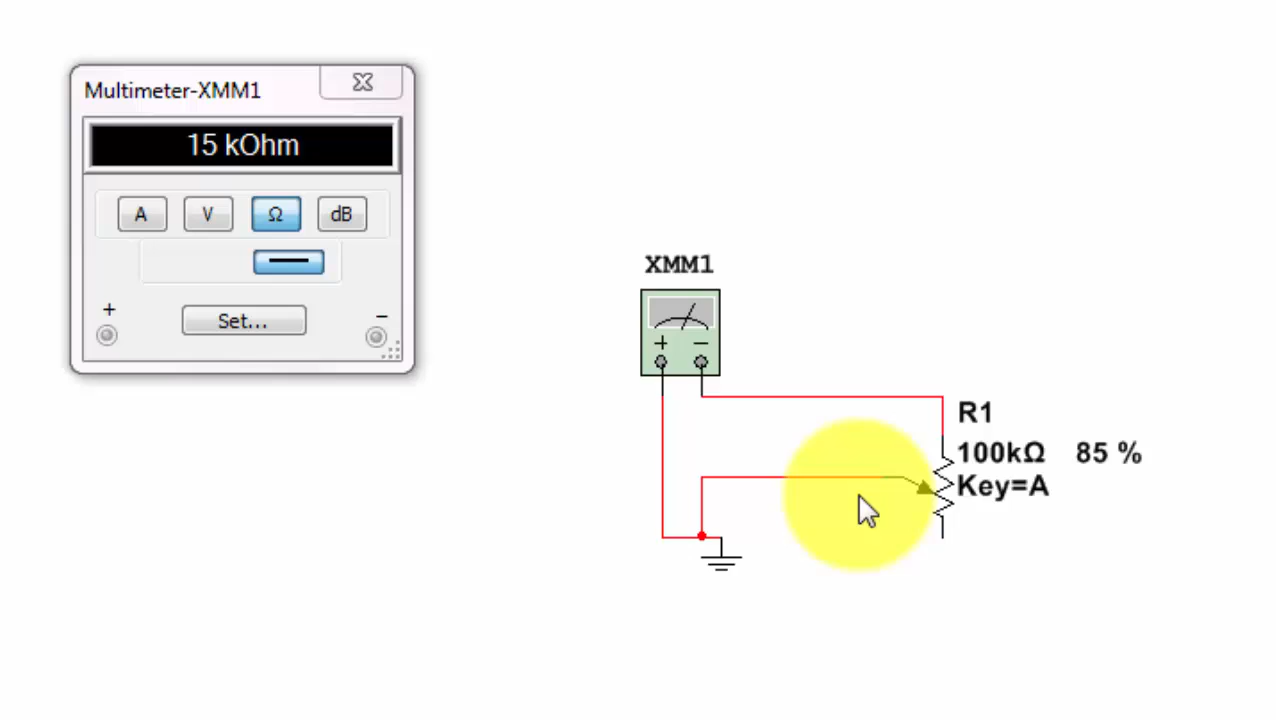 Multimeter-XMM1
15 kOhm
A V Ω dB
+ −
Set...
XMM1
+ −
R1
100kΩ 85 %
Key=A